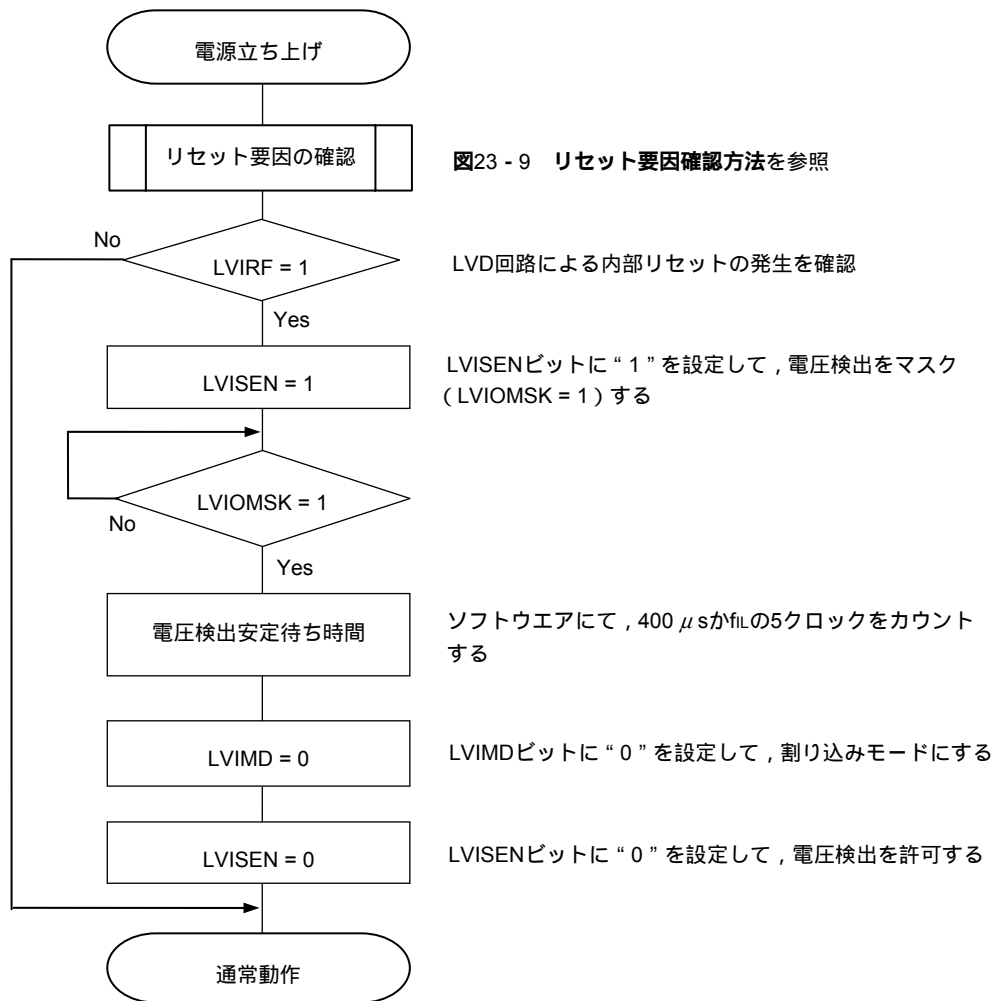 電源立ち上げ
リセット要因の確認
図23-9 リセット要因確認方法を参照
No
LVIRF = 1
LVD回路による内部リセットの発生を確認
Yes
LVISEN = 1
LVISENビットに“1”を設定して,電圧検出をマスク
(LVIOMSK = 1)する
LVIOMSK = 1
No
Yes
電圧検出安定待ち時間
ソフトウエアにて,400 μsかfILの5クロックをカウント
する
LVIMD = 0
LVIMDビットに“0”を設定して,割り込みモードにする
LVISEN = 0
LVISENビットに“0”を設定して,電圧検出を許可する
通常動作